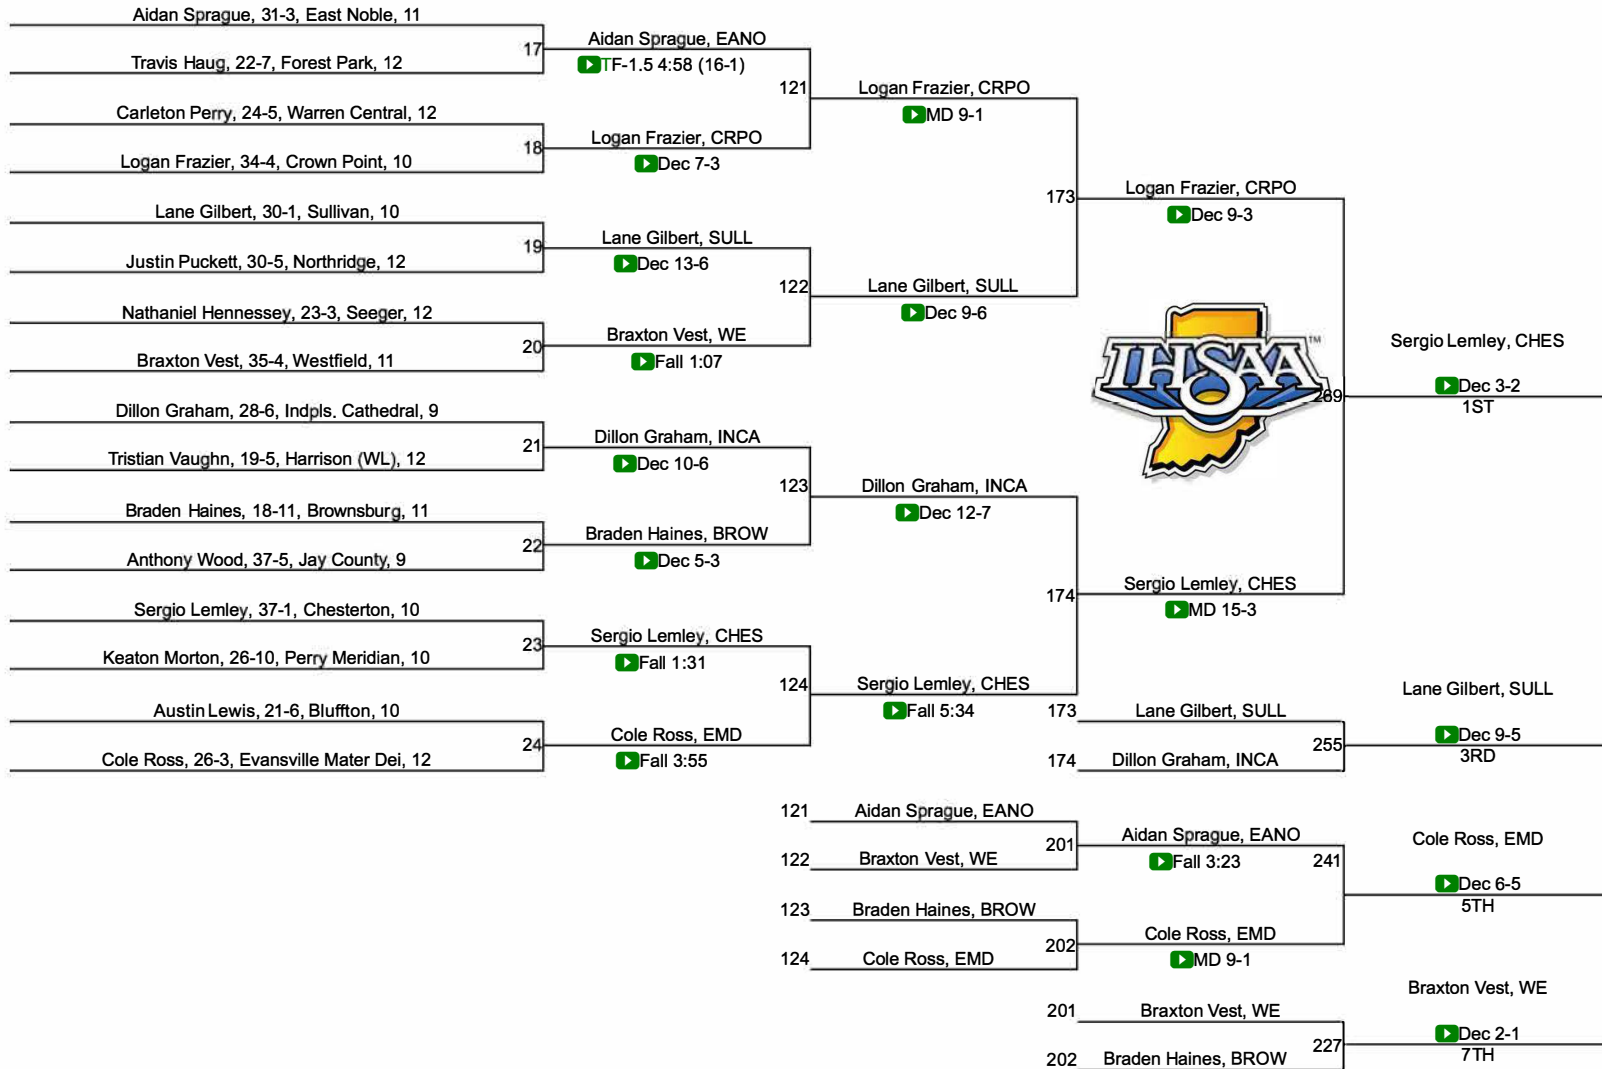 Aidan Sprague, 31-3, East Noble, 11
17
Aidan Sprague, EANO
Travis Haug, 22-7, Forest Park, 12
TF-1.5 4:58 (16-1)
121
Logan Frazier, CRPO
MD 9-1
Carleton Perry, 24-5, Warren Central, 12
18
Logan Frazier, CRPO
Logan Frazier, 34-4, Crown Point, 10
Dec 7-3
173
Logan Frazier, CRPO
Dec 9-3
Lane Gilbert, 30-1, Sullivan, 10
19
Lane Gilbert, SULL
Justin Puckett, 30-5, Northridge, 12
Dec 13-6
122
Lane Gilbert, SULL
Dec 9-6
Nathaniel Hennessey, 23-3, Seeger, 12
20
Braxton Vest, WE
Braxton Vest, 35-4, Westfield, 11
Fall 1:07
IHSAA™
269
Sergio Lemley, CHES
Dec 3-2
1ST
Dillon Graham, 28-6, Indpls. Cathedral, 9
21
Dillon Graham, INCA
Tristian Vaughn, 19-5, Harrison (WL), 12
Dec 10-6
123
Dillon Graham, INCA
Dec 12-7
Braden Haines, 18-11, Brownsburg, 11
22
Braden Haines, BROW
Anthony Wood, 37-5, Jay County, 9
Dec 5-3
174
Sergio Lemley, CHES
MD 15-3
Sergio Lemley, 37-1, Chesterton, 10
23
Sergio Lemley, CHES
Keaton Morton, 26-10, Perry Meridian, 10
Fall 1:31
124
Sergio Lemley, CHES
Fall 5:34
Austin Lewis, 21-6, Bluffton, 10
24
Cole Ross, EMD
Cole Ross, 26-3, Evansville Mater Dei, 12
Fall 3:55
173
Lane Gilbert, SULL
174
Dillon Graham, INCA
255
Lane Gilbert, SULL
Dec 9-5
3RD
121
Aidan Sprague, EANO
122
Braxton Vest, WE
201
Aidan Sprague, EANO
Fall 3:23
123
Braden Haines, BROW
124
Cole Ross, EMD
202
Cole Ross, EMD
MD 9-1
241
Cole Ross, EMD
Dec 6-5
5TH
201
Braxton Vest, WE
202
Braden Haines, BROW
227
Braxton Vest, WE
Dec 2-1
7TH